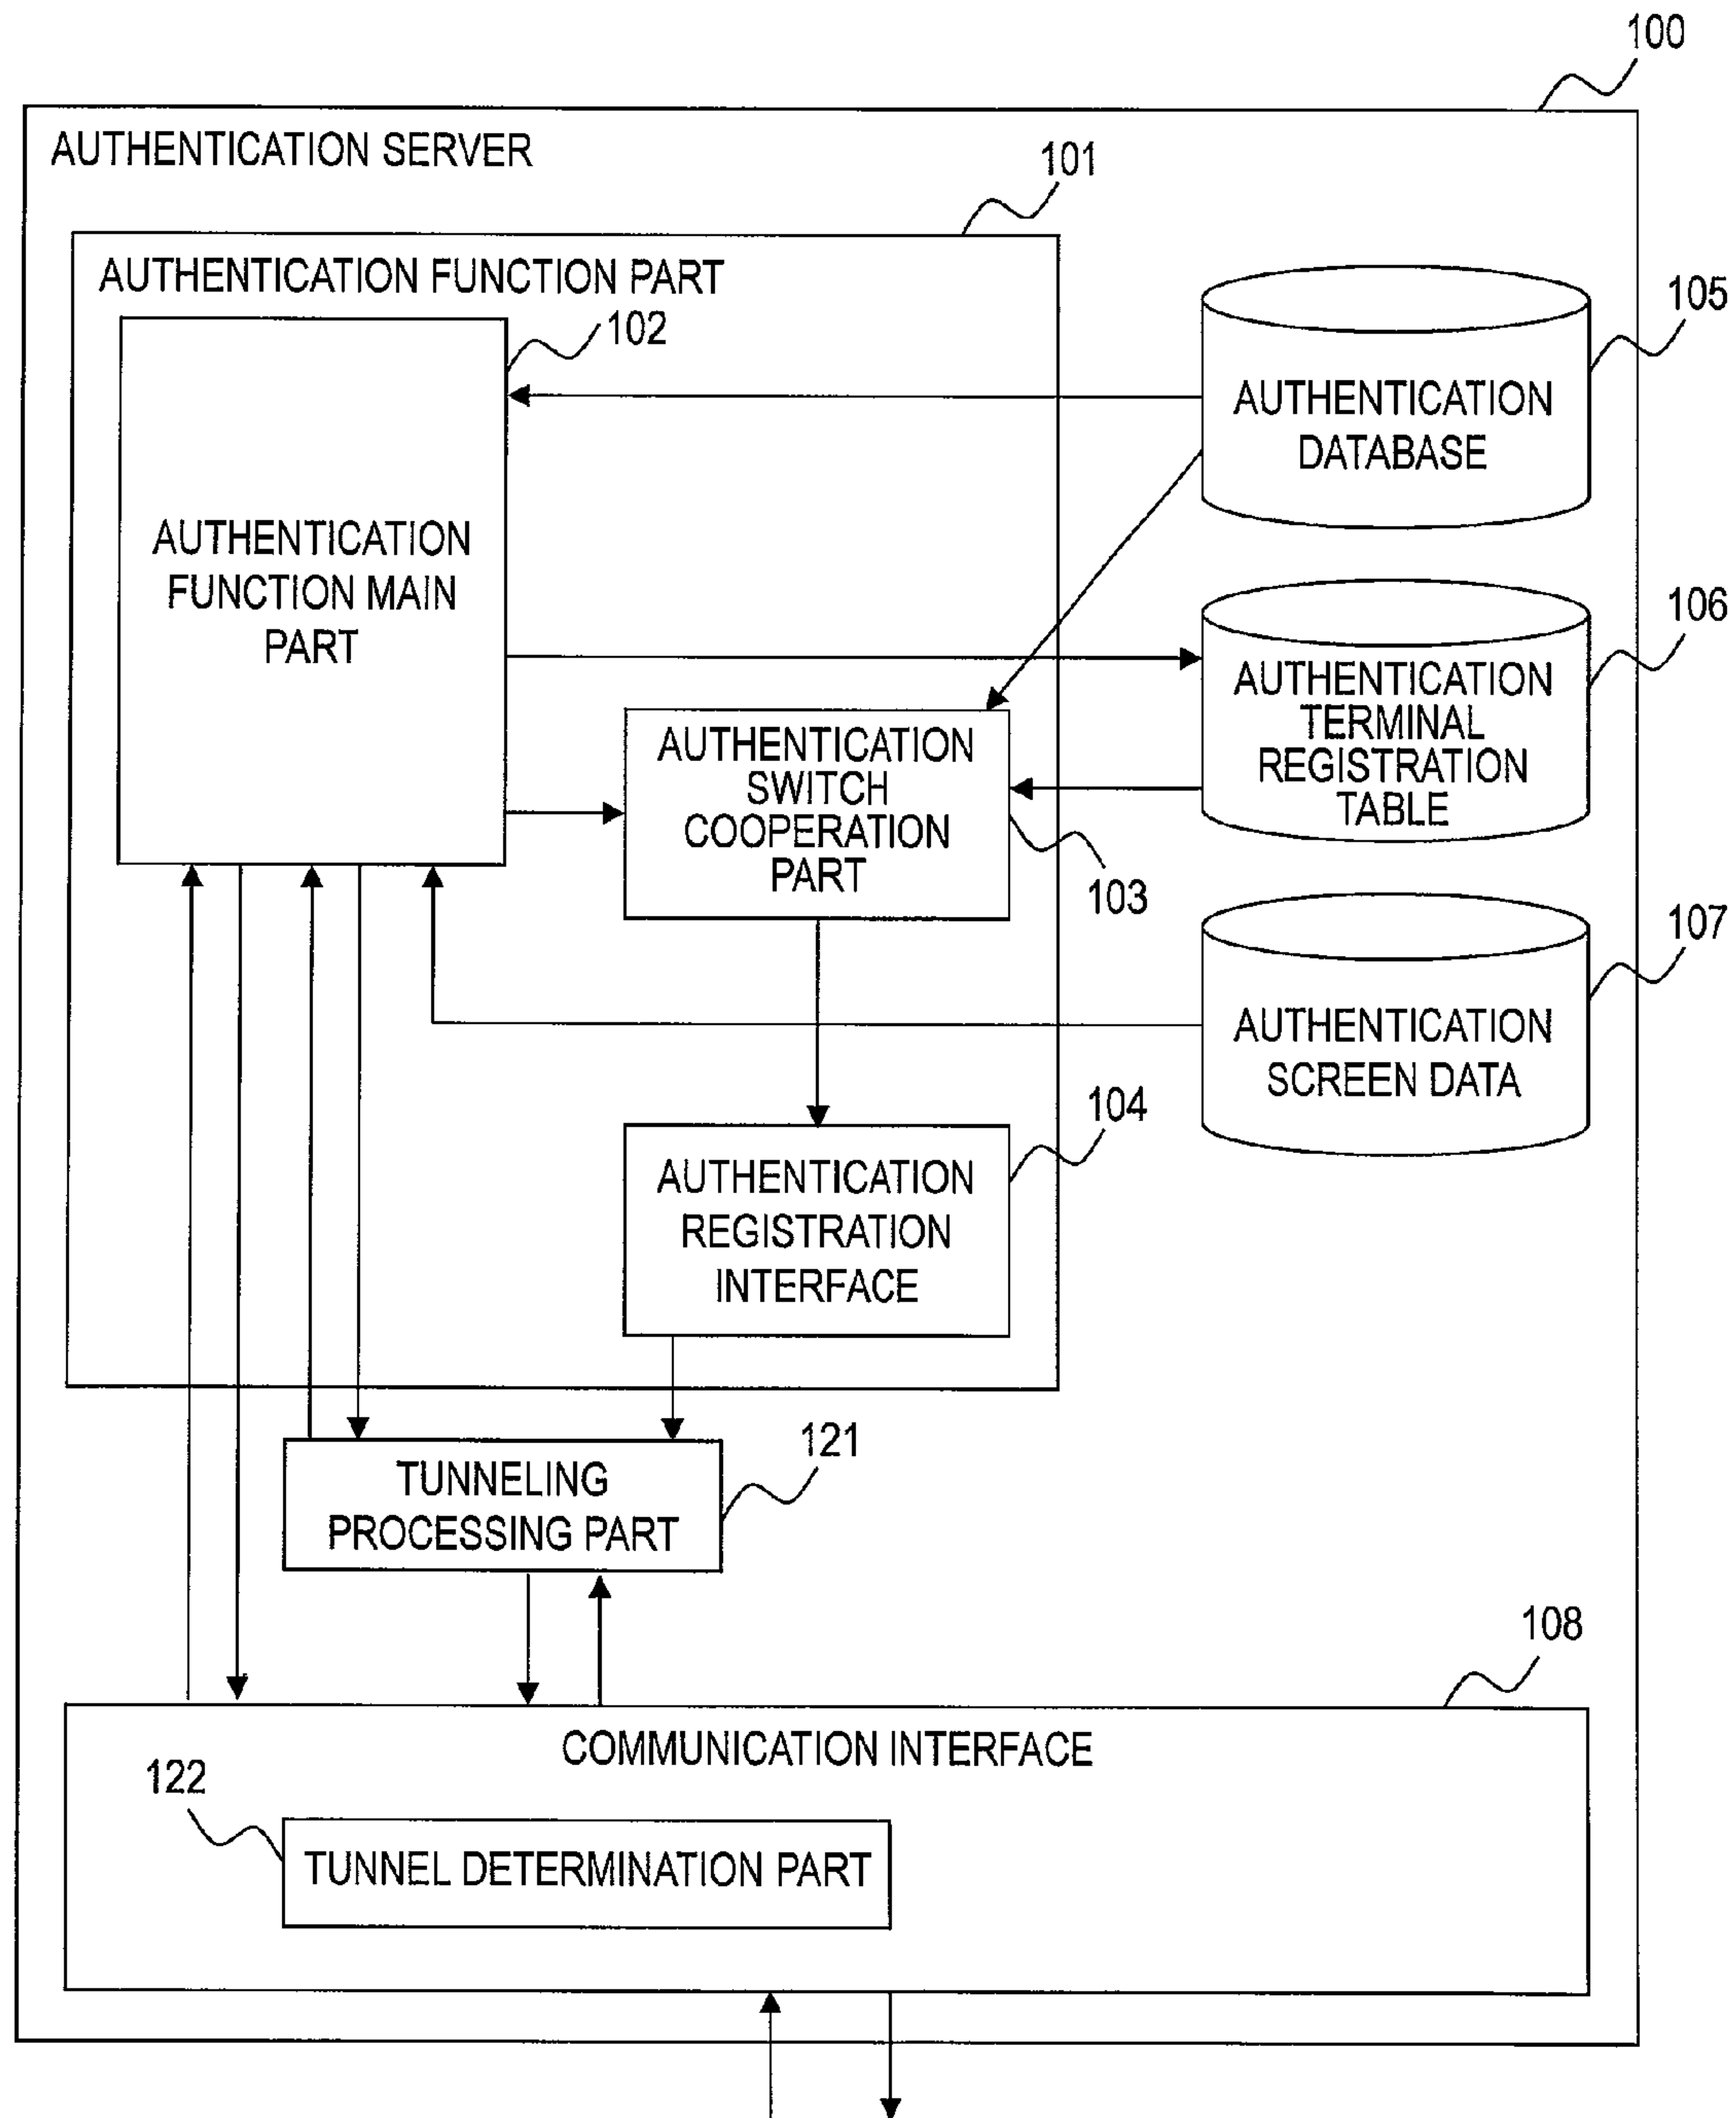 100
AUTHENTICATION SERVER
101
AUTHENTICATION FUNCTION PART
102
105
AUTHENTICATION
DATABASE
AUTHENTICATION
FUNCTION MAIN
PART
106
AUTHENTICATION
TERMINAL
REGISTRATION
TABLE
AUTHENTICATION
SWITCH
COOPERATION
PART
103
107
AUTHENTICATION
SCREEN DATA
104
AUTHENTICATION
REGISTRATION
INTERFACE
121
TUNNELING
PROCESSING PART
108
COMMUNICATION INTERFACE
122
TUNNEL DETERMINATION PART